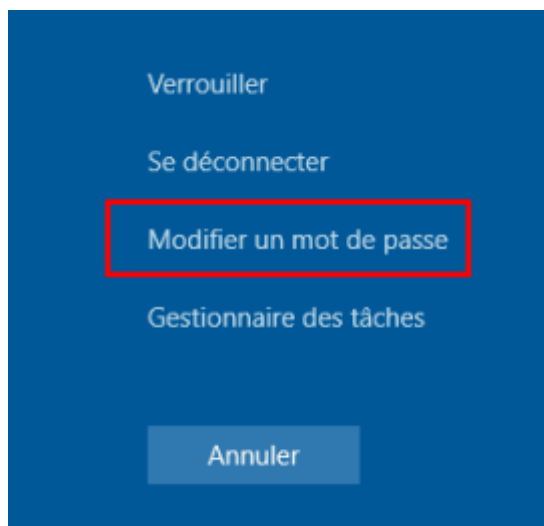 Verrouiller
Se déconnecter
Modifier un mot de passe
Gestionnaire des tâches
Annuler